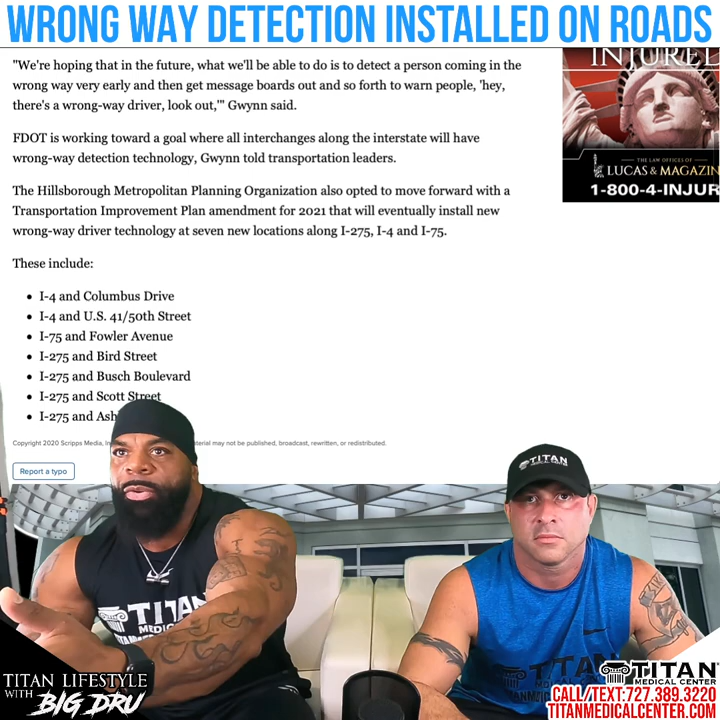 WRONG WAY DETECTION INSTALLED ON ROADS
"We're hoping that in the future, what we'll be able to do is to detect a person coming in the
wrong way very early and then get message boards out and so forth to warn people, 'hey,
there's a wrong-way driver, look out,'" Gwynn said.
FDOT is working toward a goal where all interchanges along the interstate will have
wrong-way detection technology, Gwynn told transportation leaders.
The Hillsborough Metropolitan Planning Organization also opted to move forward with a
Transportation Improvement Plan amendment for 2021 that will eventually install new
wrong-way driver technology at seven new locations along I-275, I-4 and I-75.
These include:
• I-4 and Columbus Drive
• I-4 and U.S. 41/50th Street
• I-75 and Fowler Avenue
• I-275 and Bird Street
• I-275 and Busch Boulevard
• I-275 and Scott Street
• I-275 and Ash
Copyright 2020 Scripps Media, In terial may not be published, broadcast, rewritten, or redistributed.
Report a typo
INJURED
THE LAW OFFICES OF
LUCAS & MAGAZIN
1-800-4-INJUR
TITAN
MEDIC
TITAN
TITAN LIFESTYLE
WITH BIG DRU
TITAN
MEDICAL CENTER
CALL/TEXT:727.389.3220
TITANMEDICALCENTER.COM